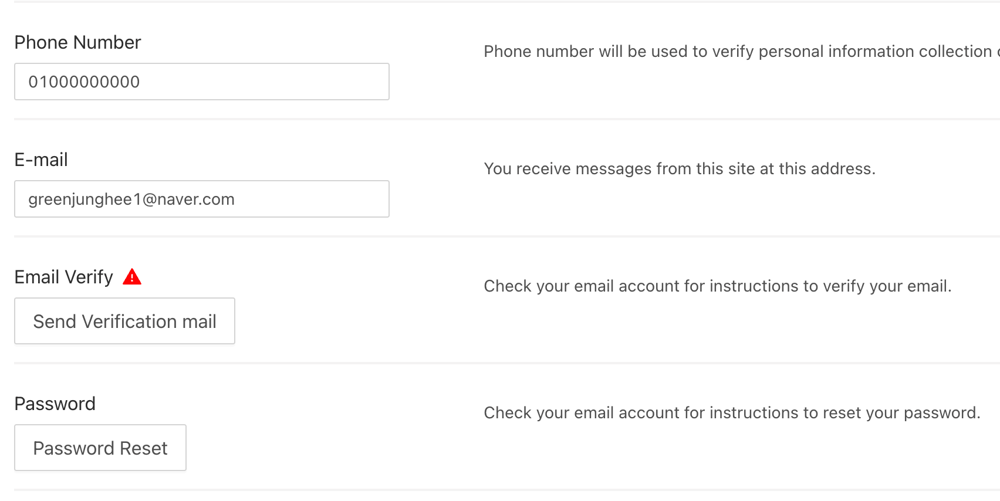 Phone Number
Phone number will be used to verify personal information collection
01000000000
E-mail
You receive messages from this site at this address.
greenjunghee1@naver.com
Email Verify
Check your email account for instructions to verify your email.
Send Verification mail
Password
Check your email account for instructions to reset your password.
Password Reset